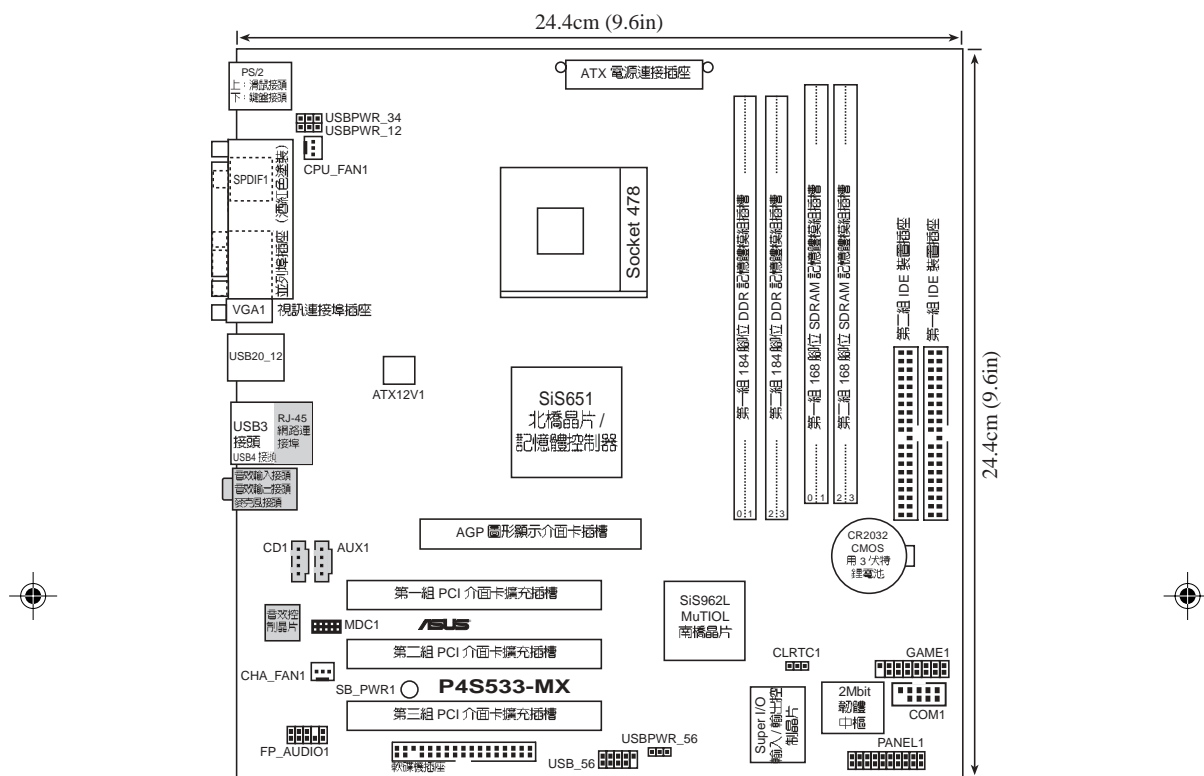 24.4cm (9.6in)
PS/2
上：滑鼠接頭
下：鍵盤接頭
ATX 電源連接插座
USBPWR_34
USBPWR_12
CPU_FAN1
SPDIF1
並列埠插座 (酒紅色塗裝)
Socket 478
第一組 184 腳位 DDR 記憶體模組插槽
第二組 184 腳位 DDR 記憶體模組插槽
第一組 168 腳位 SDRAM 記憶體模組插槽
第二組 168 腳位 SDRAM 記憶體模組插槽
第二組 IDE 裝置插座
第一組 IDE 裝置插座
VGA1
視訊連接埠插座
USB20_12
ATX12V1
SiS651
北橋晶片 /
記憶體控制器
24.4cm (9.6in)
USB3
接頭
USB4 接頭
RJ-45
網路連
接埠
音效輸入接頭
音效輸出接頭
麥克風接頭
0 1
2 3
0 1
2 3
AGP 圖形顯示介面卡插槽
CR2032
CMOS
用 3 伏特
鋰電池
CD1
AUX1
第一組 PCI 介面卡擴充插槽
SiS962L
MuTIOL
南橋晶片
音效控
制晶片
MDC1
ASUS
第二組 PCI 介面卡擴充插槽
CLRTC1
GAME1
CHA_FAN1
SB_PWR1
P4S533-MX
Super I/O
輸入 / 輸出控
制晶片
2Mbit
韌體
中樞
COM1
第三組 PCI 介面卡擴充插槽
FP_AUDIO1
軟碟機插座
USB_56
USBPWR_56
PANEL1